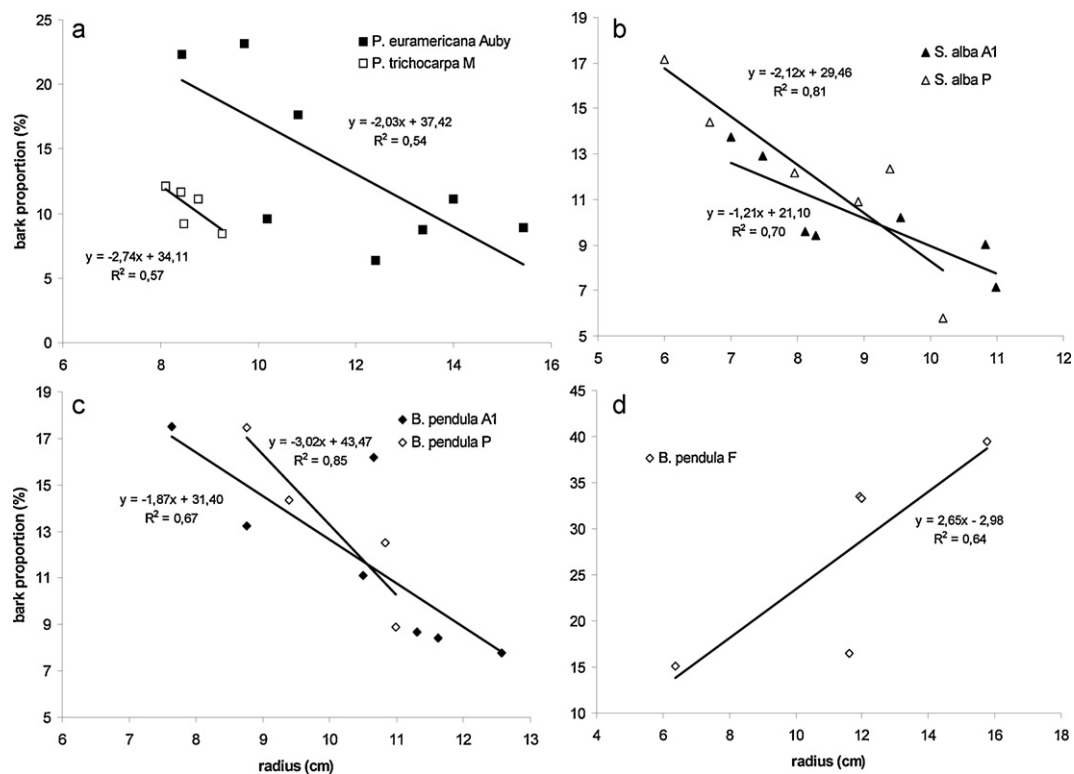 a
P. euramericana Auby
P. trichocarpa M
y = -2,03x + 37,42
R² = 0,54
y = -2,74x + 34,11
R² = 0,57
bark proportion (%)
25
20
15
10
5
0
6 8 10 12 14 16
b
S. alba A1
S. alba P
y = -2,12x + 29,46
R² = 0,81
y = -1,21x + 21,10
R² = 0,70
19
17
15
13
11
9
7
5
5 6 7 8 9 10 11 12
c
B. pendula A1
B. pendula P
y = -3,02x + 43,47
R² = 0,85
y = -1,87x + 31,40
R² = 0,67
bark proportion (%)
19
17
15
13
11
9
7
5
6 7 8 9 10 11 12 13
radius (cm)
d
B. pendula F
y = 2,65x - 2,98
R² = 0,64
45
40
35
30
25
20
15
10
4 6 8 10 12 14 16 18
radius (cm)